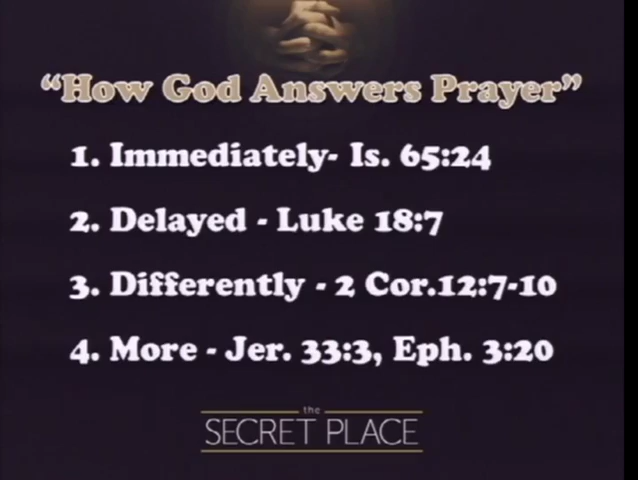 “How God Answers Prayer”
1. Immediately- Is. 65:24
2. Delayed - Luke 18:7
3. Differently - 2 Cor.12:7-10
4. More - Jer. 33:3, Eph. 3:20
the
SECRET PLACE